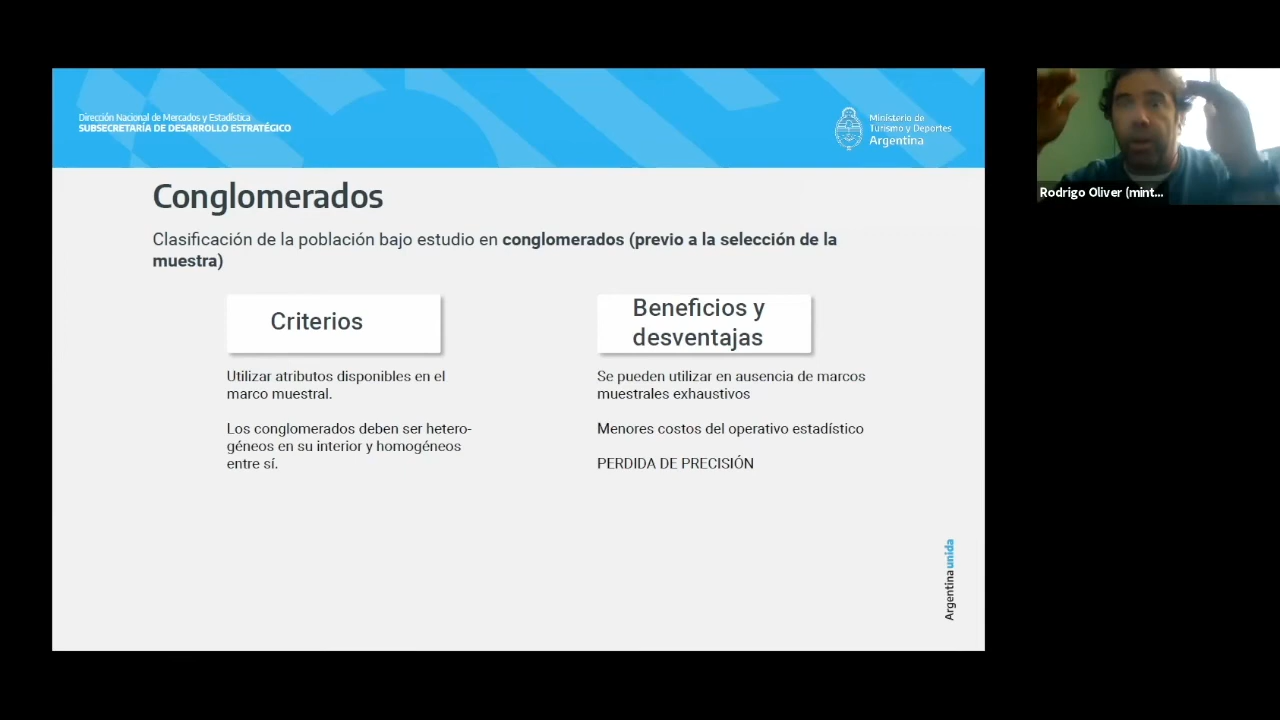 Dirección Nacional de Mercados y Estadística
SUBSECRETARÍA DE DESARROLLO ESTRATÉGICO
Ministerio de
Turismo y Deportes
Argentina
Conglomerados
Clasificación de la población bajo estudio en conglomerados (previo a la selección de la
muestra)
Criterios
Utilizar atributos disponibles en el
marco muestral.
Los conglomerados deben ser hetero-
géneos en su interior y homogéneos
entre sí.
Beneficios y
desventajas
Se pueden utilizar en ausencia de marcos
muestrales exhaustivos
Menores costos del operativo estadístico
PERDIDA DE PRECISIÓN
Argentina unida
Rodrigo Oliver (mint...